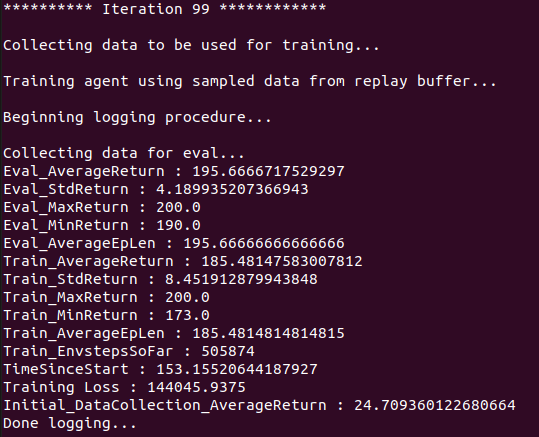 ********** Iteration 99 ************
Collecting data to be used for training...
Training agent using sampled data from replay buffer...
Beginning logging procedure...
Collecting data for eval...
Eval_AverageReturn : 195.6666717529297
Eval_StdReturn : 4.189935207366943
Eval_MaxReturn : 200.0
Eval_MinReturn : 190.0
Eval_AverageEpLen : 195.66666666666666
Train_AverageReturn : 185.48147583007812
Train_StdReturn : 8.451912879943848
Train_MaxReturn : 200.0
Train_MinReturn : 173.0
Train_AverageEpLen : 185.4814814814815
Train_EnvstepsSoFar : 505874
TimeSinceStart : 153.15520644187927
Training Loss : 144045.9375
Initial_DataCollection_AverageReturn : 24.709360122680664
Done logging...